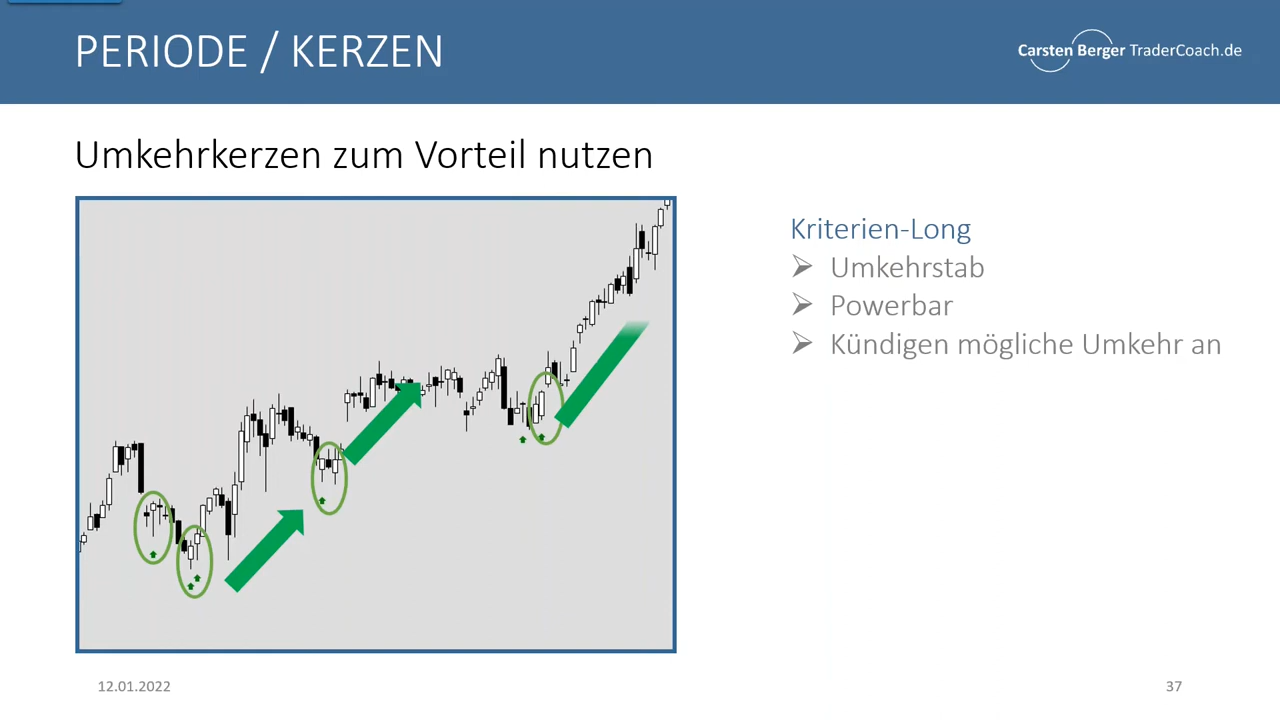 PERIODE / KERZEN
Carsten Berger TraderCoach.de
Umkehrkerzen zum Vorteil nutzen
Kriterien-Long
Umkehrstab
Powerbar
Kündigen mögliche Umkehr an
12.01.2022
37